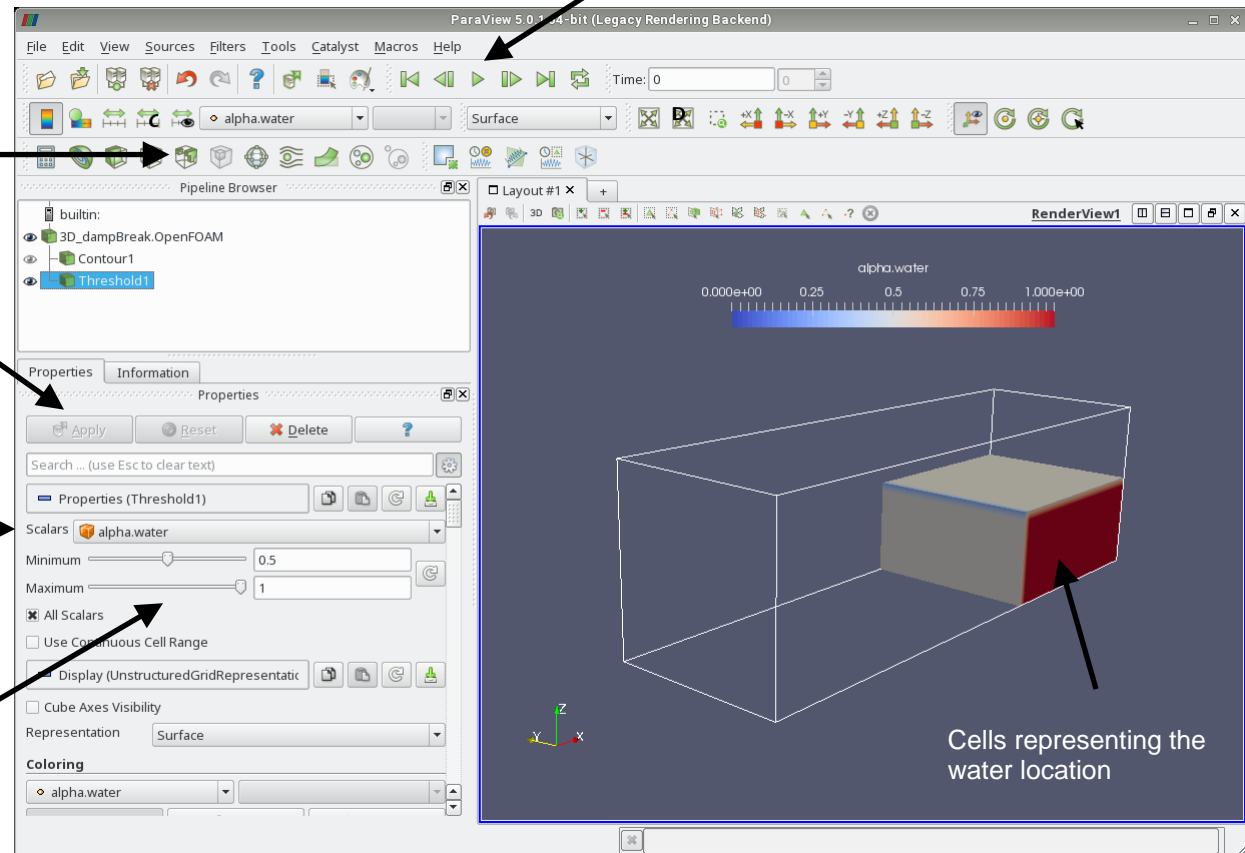 ParaView 5.0.1 64-bit (Legacy Rendering Backend)
File Edit View Sources Filters Tools Catalyst Macros Help
Time: 0 0
alpha.water Surface
+X -X +Y -Y +Z -Z
Pipeline Browser
builtin:
3D_dampBreak.OpenFOAM
Contour1
Threshold1
Properties Information
Properties
Apply Reset Delete ?
Search ... (use Esc to clear text)
Properties (Threshold1)
Scalars alpha.water
Minimum 0.5
Maximum 1
All Scalars
Use Continuous Cell Range
Display (UnstructuredGridRepresentatic
Cube Axes Visibility
Representation Surface
Coloring
alpha.water
Layout #1 +
3D RenderView1
alpha.water
0.000e+00 0.25 0.5 0.75 1.000e+00
Z
Y X
Cells representing the
water location